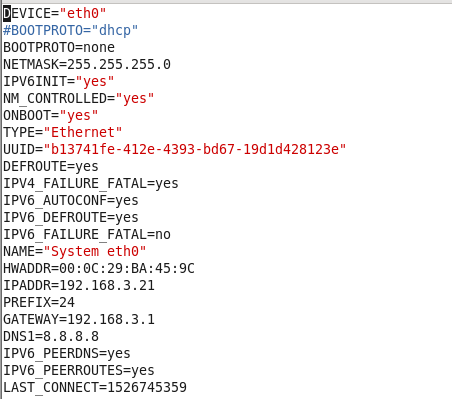 DEVICE="eth0"
#BOOTPROTO="dhcp"
BOOTPROTO=none
NETMASK=255.255.255.0
IPV6INIT="yes"
NM_CONTROLLED="yes"
ONBOOT="yes"
TYPE="Ethernet"
UUID="b13741fe-412e-4393-bd67-19d1d428123e"
DEFROUTE=yes
IPV4_FAILURE_FATAL=yes
IPV6_AUTOCONF=yes
IPV6_DEFROUTE=yes
IPV6_FAILURE_FATAL=no
NAME="System eth0"
HWADDR=00:0C:29:BA:45:9C
IPADDR=192.168.3.21
PREFIX=24
GATEWAY=192.168.3.1
DNS1=8.8.8.8
IPV6_PEERDNS=yes
IPV6_PEERROUTES=yes
LAST_CONNECT=1526745359